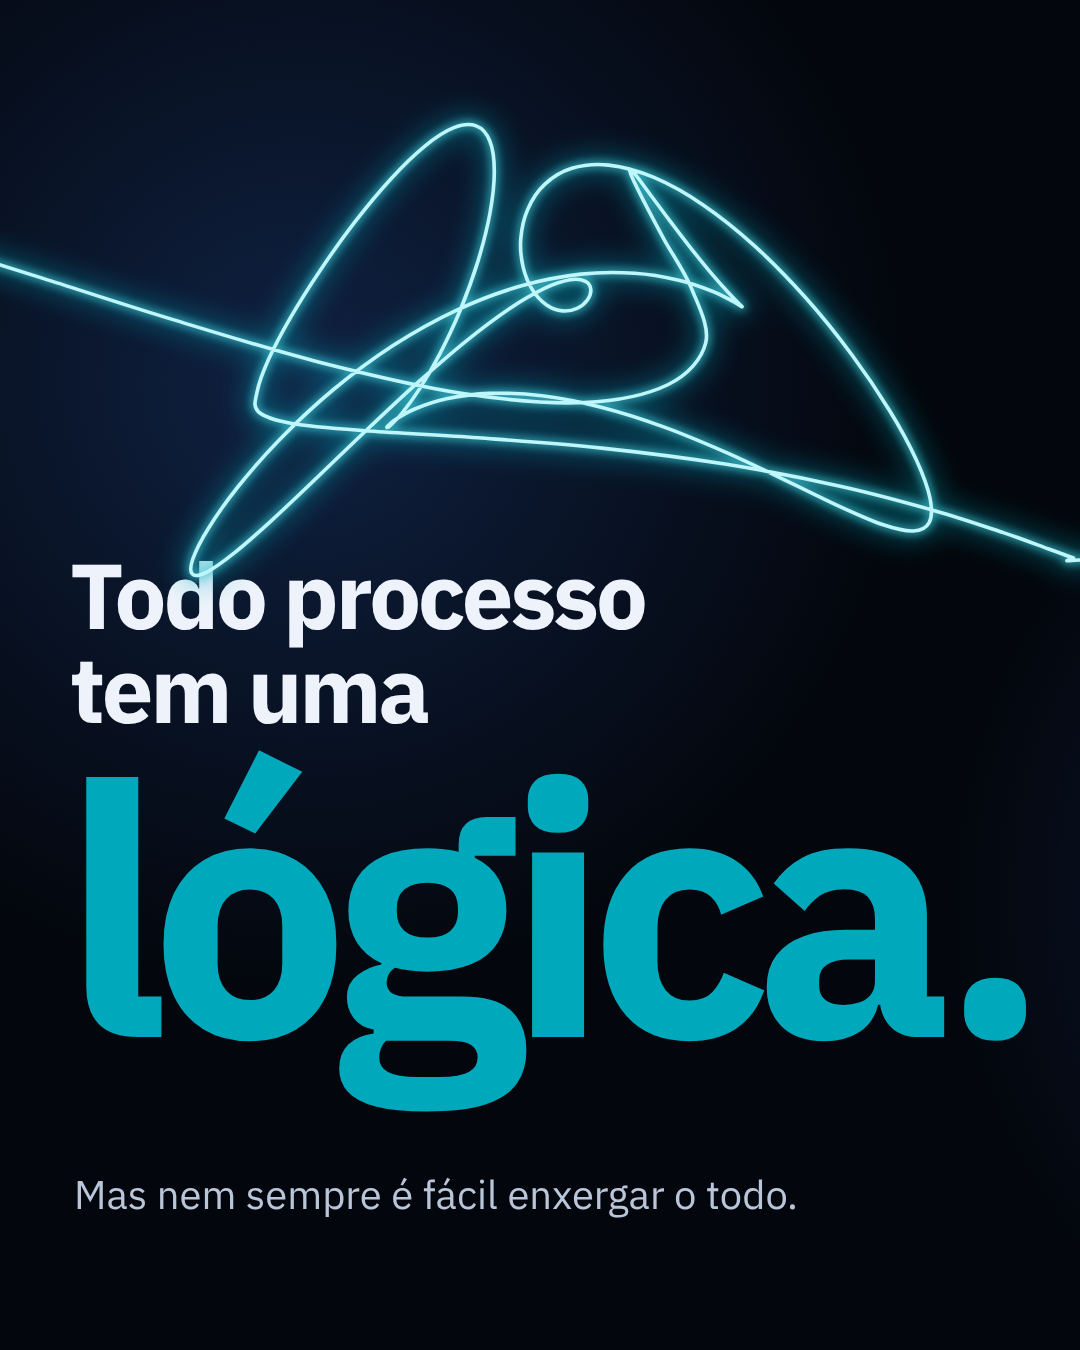 Todo processo
tem uma
lógica.
Mas nem sempre é fácil enxergar o todo.